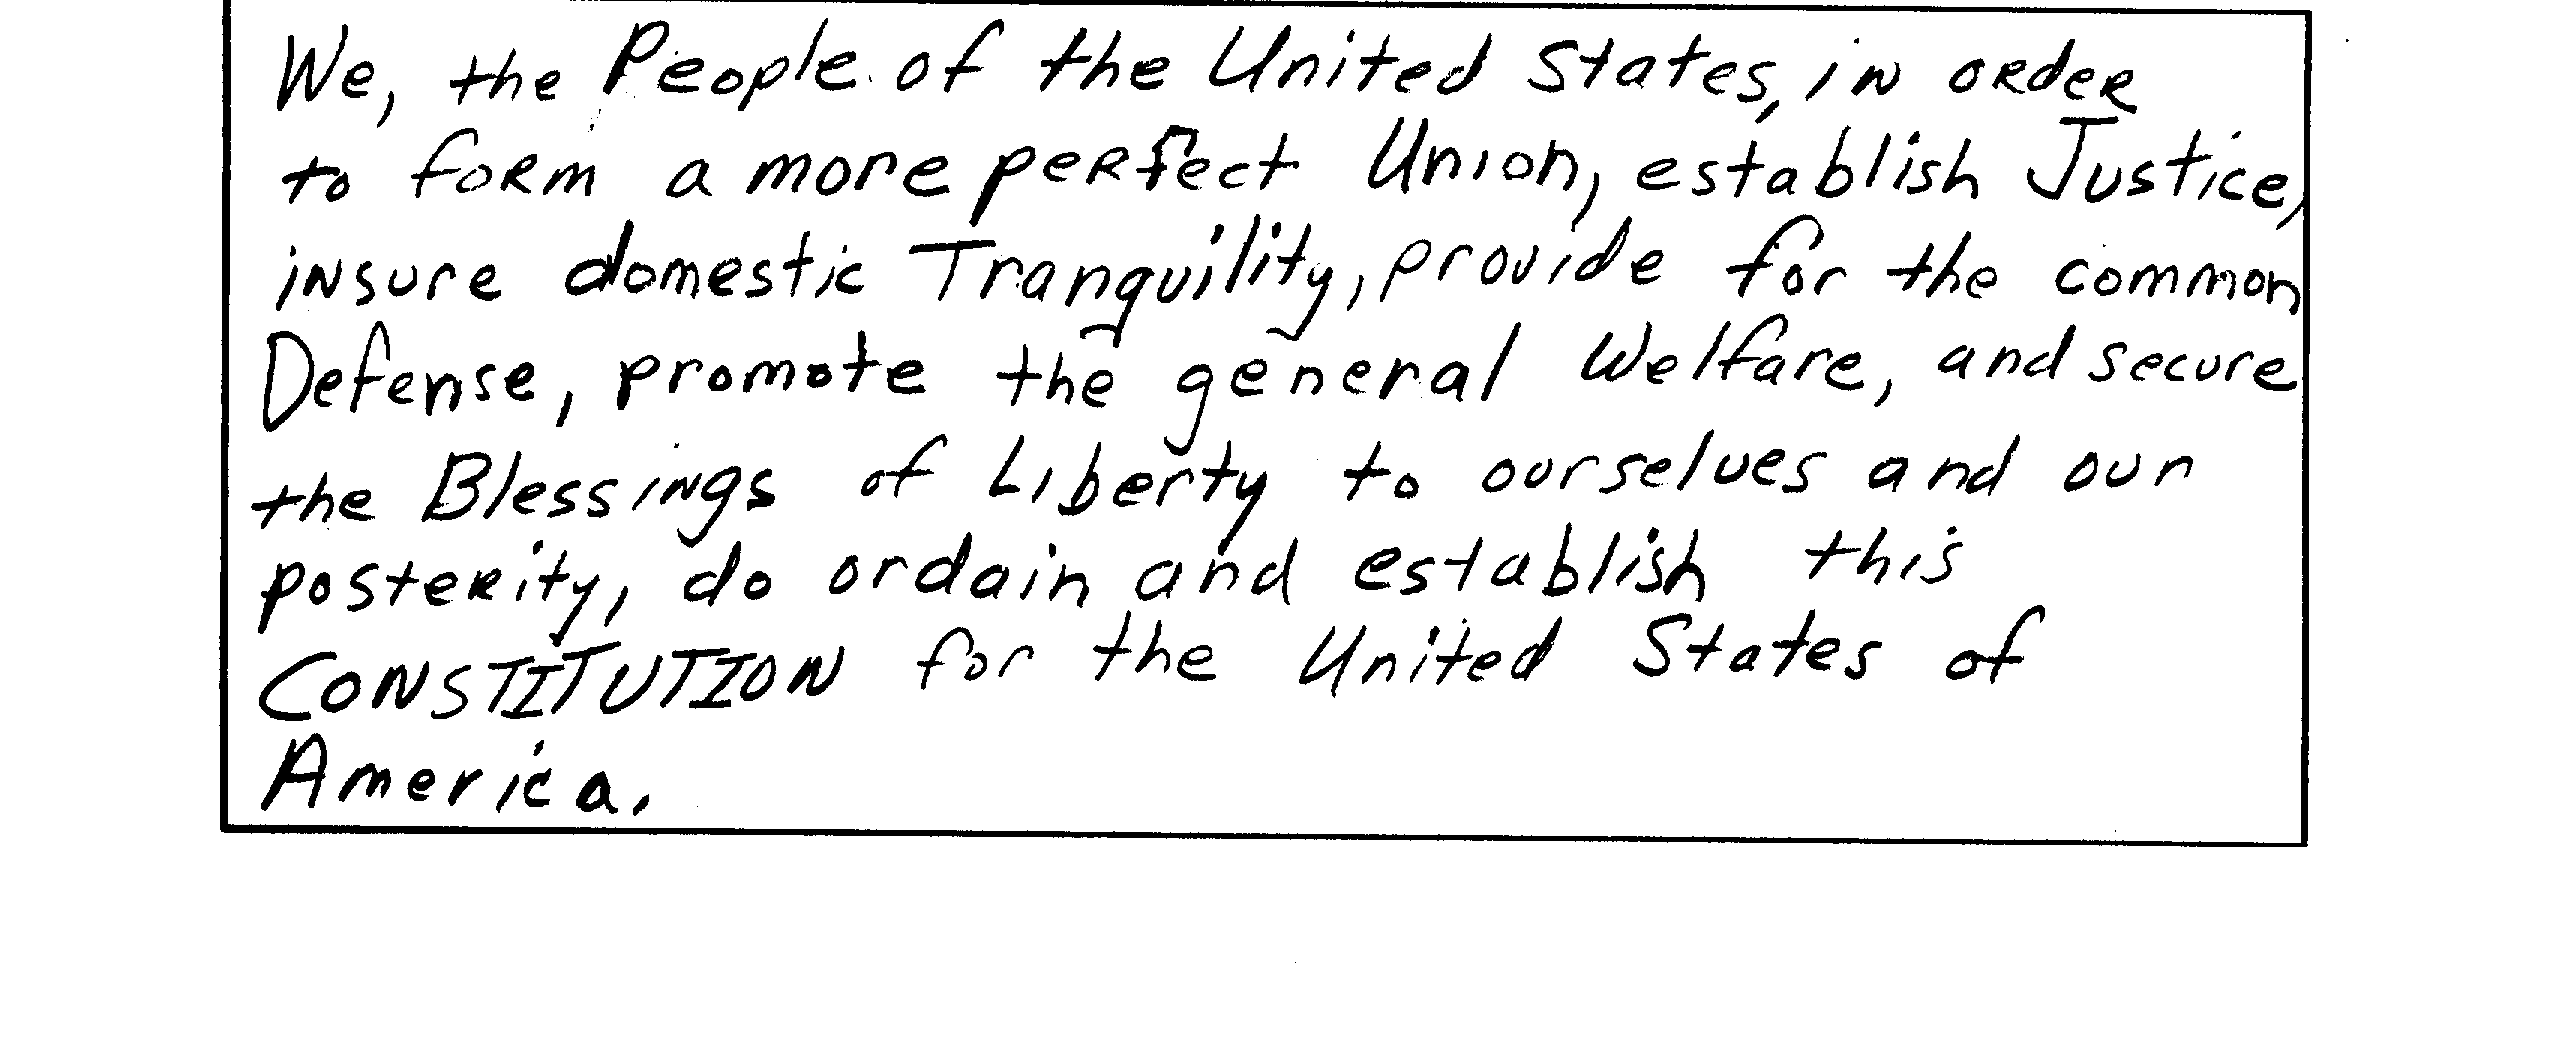 We, the People of the United States, in order
to form a more perfect Union, establish Justice,
insure domestic Tranquility, provide for the common
Defense, promote the general Welfare, and secure
the Blessings of Liberty to ourselves and our
posterity, do ordain and establish this
CONSTITUTION for the United States of
America.